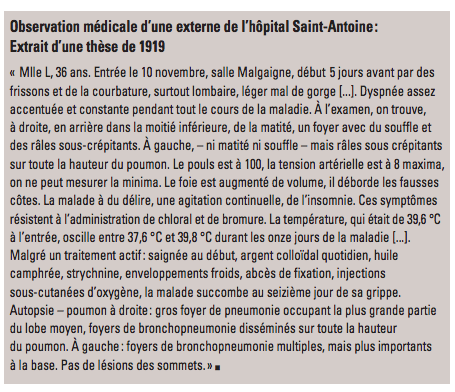 Observation médicale d'une externe de l'hôpital Saint-Antoine :
Extrait d'une thèse de 1919
« Mlle L, 36 ans. Entrée le 10 novembre, salle Malgaigne, début 5 jours avant par des
frissons et de la courbature, surtout lombaire, léger mal de gorge [...]. Dyspnée assez
accentuée et constante pendant tout le cours de la maladie. À l'examen, on trouve,
à droite, en arrière dans la moitié inférieure, de la matité, un foyer avec du souffle et
des râles sous-crépitants. À gauche, – ni matité ni souffle – mais râles sous crépitants
sur toute la hauteur du poumon. Le pouls est à 100, la tension artérielle est à 8 maxima,
on ne peut mesurer la minima. Le foie est augmenté de volume, il déborde les fausses
côtes. La malade à du délire, une agitation continuelle, de l'insomnie. Ces symptômes
résistent à l'administration de chloral et de bromure. La température, qui était de 39,6 °C
à l'entrée, oscille entre 37,6 °C et 39,8 °C durant les onze jours de la maladie [...].
Malgré un traitement actif : saignée au début, argent colloïdal quotidien, huile
camphrée, strychnine, enveloppements froids, abcès de fixation, injections
sous-cutanées d'oxygène, la malade succombe au seizième jour de sa grippe.
Autopsie – poumon à droite : gros foyer de pneumonie occupant la plus grande partie
du lobe moyen, foyers de bronchopneumonie disséminés sur toute la hauteur
du poumon. À gauche : foyers de bronchopneumonie multiples, mais plus importants
à la base. Pas de lésions des sommets. » ■